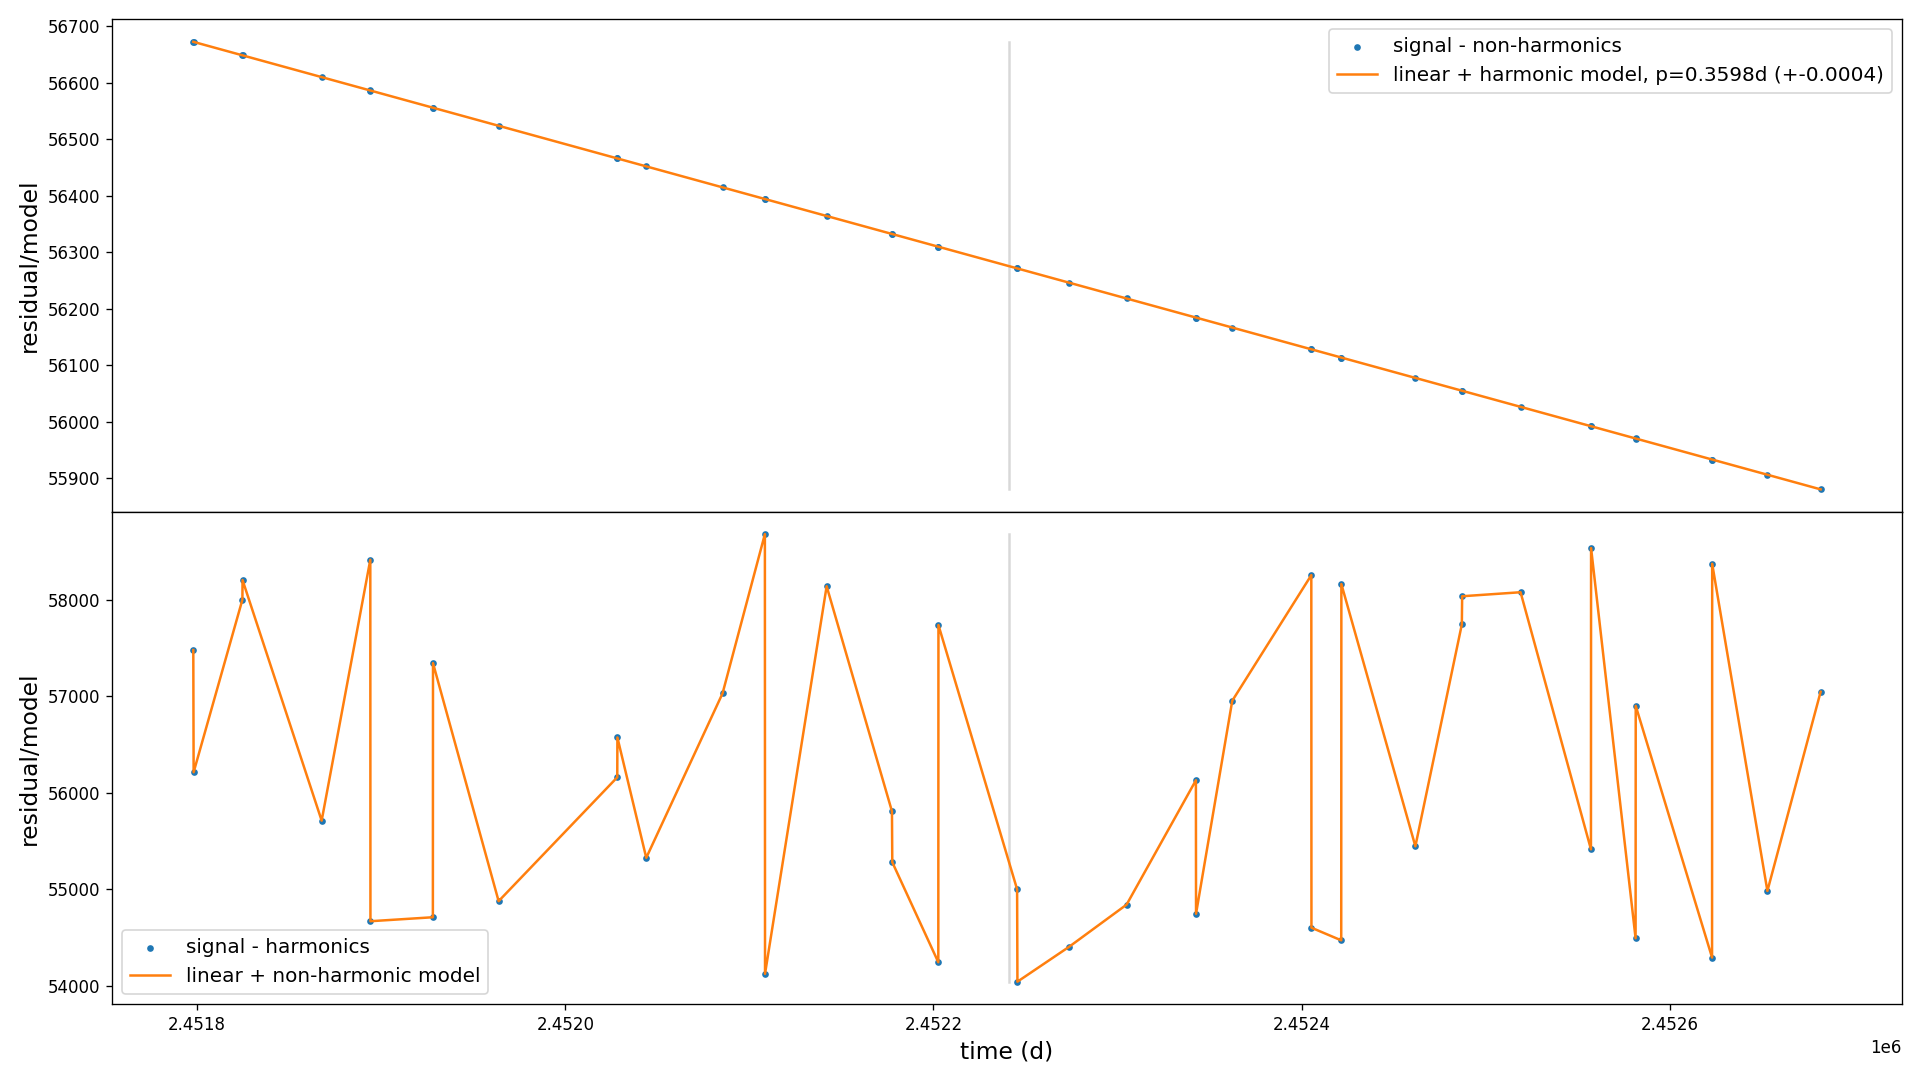 56700
56600
56500
56400
56300
56200
56100
56000
55900
residual/model
signal - non-harmonics
linear + harmonic model, p=0.3598d (+-0.0004)
58000
57000
56000
55000
54000
residual/model
signal - harmonics
linear + non-harmonic model
2.4518
2.4520
2.4522
2.4524
2.4526
1e6
time (d)